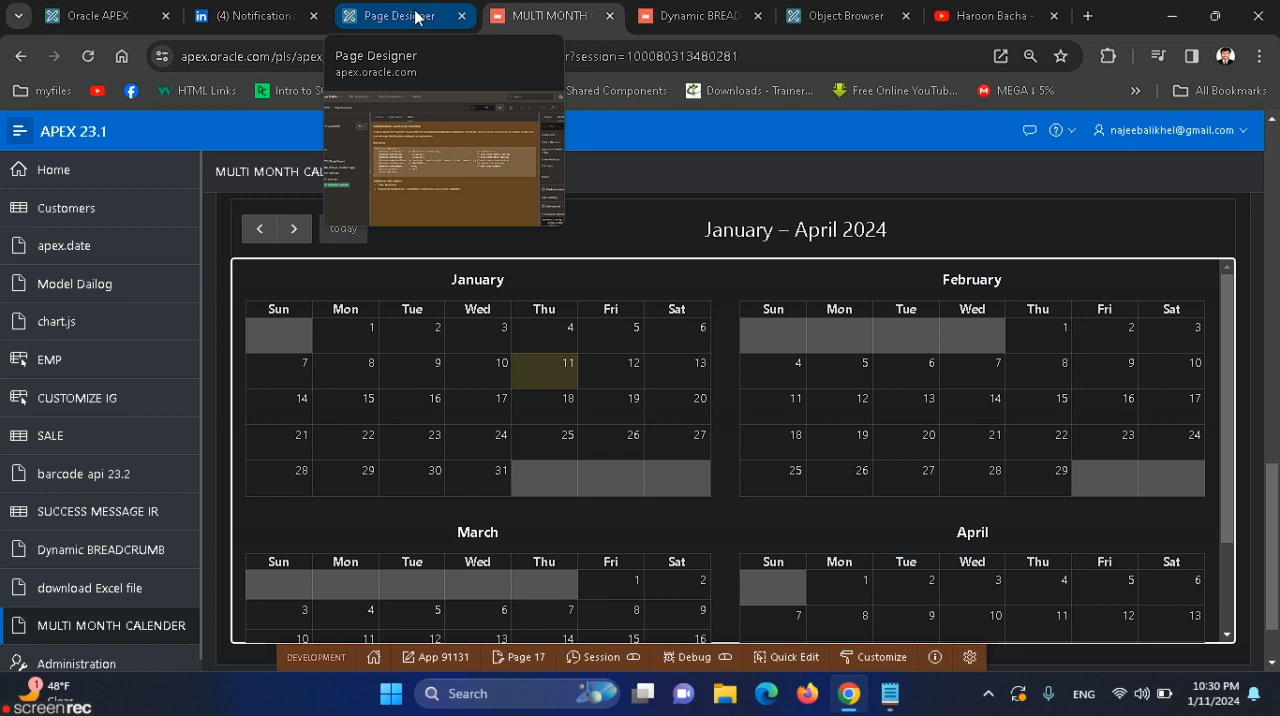 Oracle APEX
(4) Notifications
Page Designer
MULTI MONTH
Dynamic BREAD
Object Browser
Haroon Bacha -
apex.oracle.com/pls/ap
r?session=100080313480281
Page Designer
apex.oracle.com
myfiles
HTML Links
Intro to
Shared Components
Document Downloader
Free Online YouTub...
MEGA
All Bookmarks
APEX 23.1
najeebalikhel@gmail.com
Home
Customers
apex.date
Model Dailog
chart.js
EMP
CUSTOMIZE IG
SALE
barcode api 23.2
SUCCESS MESSAGE IR
Dynamic BREADCRUMB
download Excel file
MULTI MONTH CALENDER
Administration
MULTI MONTH CAL
today
January – April 2024
January
Sun Mon Tue Wed Thu Fri Sat
1 2 3 4 5 6
7 8 9 10 11 12 13
14 15 16 17 18 19 20
21 22 23 24 25 26 27
28 29 30 31
February
Sun Mon Tue Wed Thu Fri Sat
1 2 3
4 5 6 7 8 9 10
11 12 13 14 15 16 17
18 19 20 21 22 23 24
25 26 27 28 29
March
Sun Mon Tue Wed Thu Fri Sat
1 2
3 4 5 6 7 8 9
10 11 12 13 14 15 16
April
Sun Mon Tue Wed Thu Fri Sat
1 2 3 4 5 6
7 8 9 10 11 12 13
DEVELOPMENT
App 91131
Page 17
Session
Debug
Quick Edit
Customize
1
48°F
screenrec
Search
ENG
10:30 PM
1/11/2024